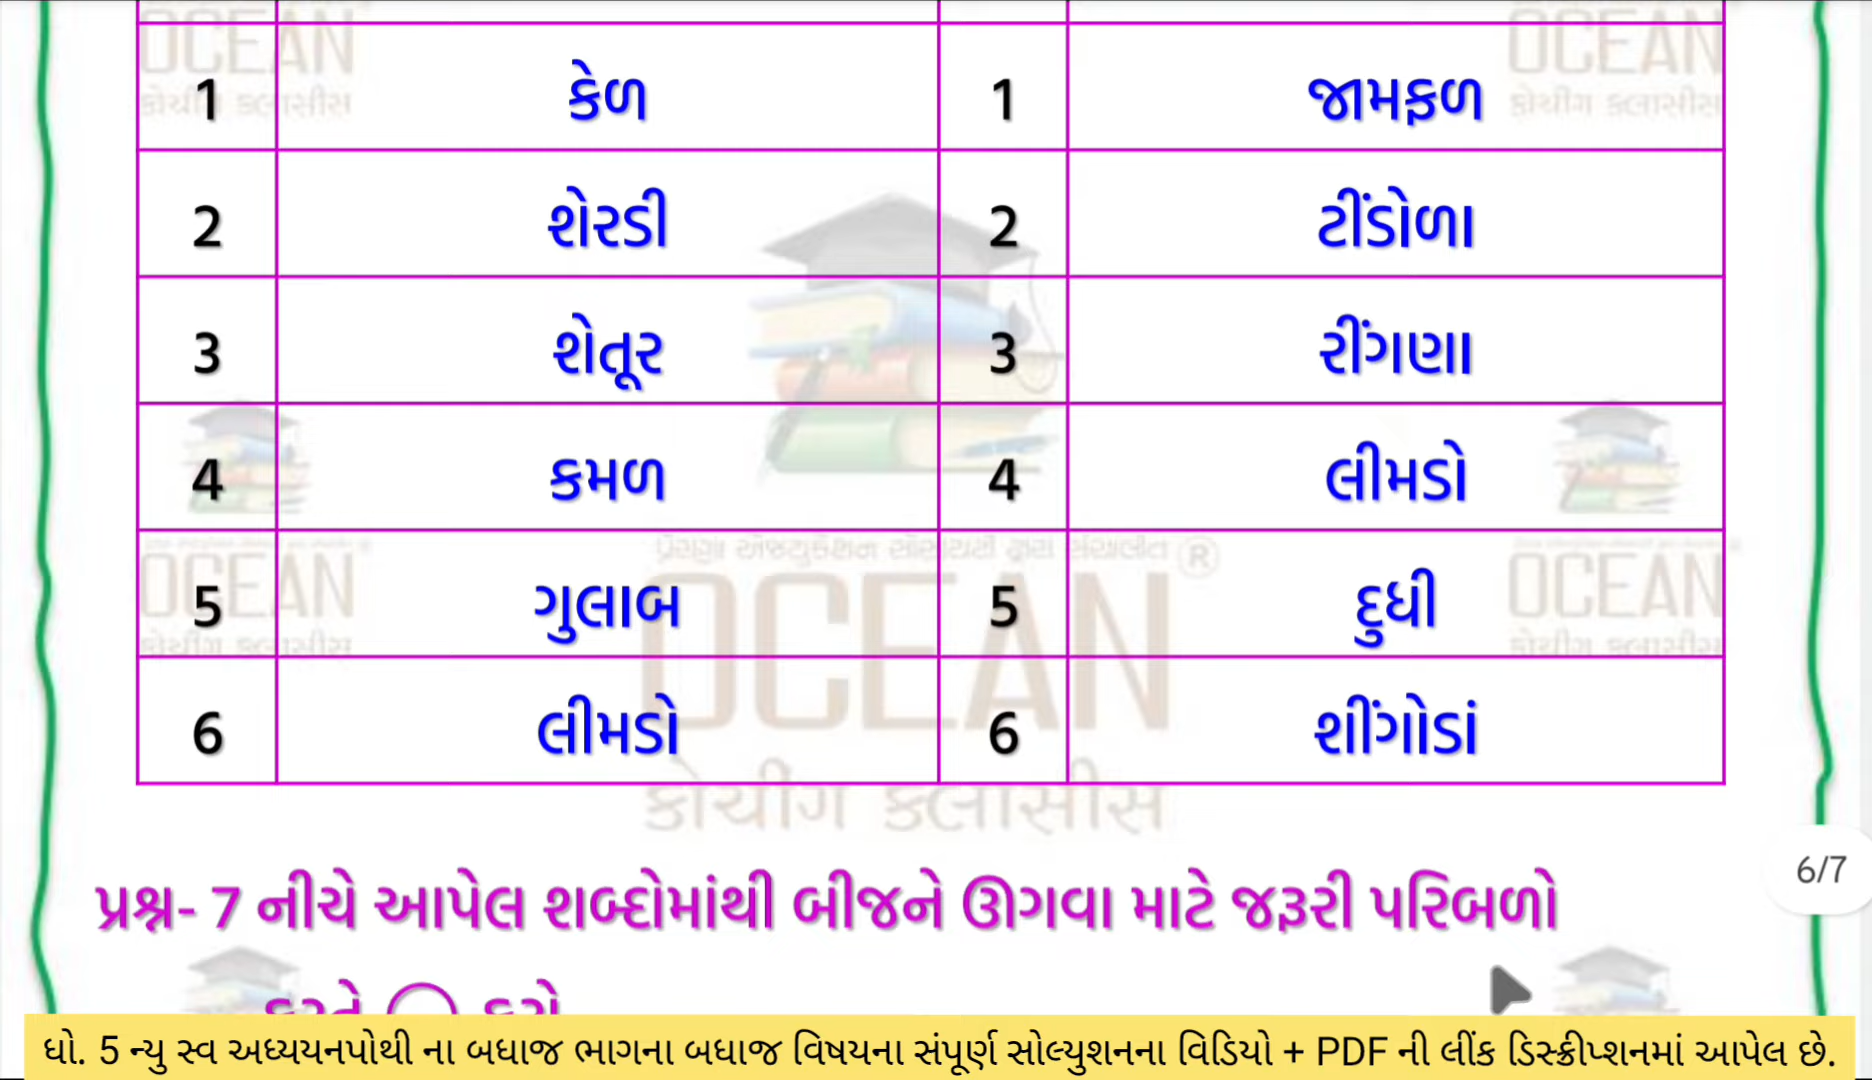 1 કેળ 1 જામફળ
2 શેરડી 2 ટીંડોળા
3 શેતૂર 3 રીંગણા
4 કમળ 4 લીમડો
5 ગુલાબ 5 દુધી
6 લીમડો 6 શીંગોડાં
OCEAN
કોચીંગ ક્લાસીસ
પ્રશ્ન- 7 નીચે આપેલ શબ્દોમાંથી બીજને ઊગવા માટે જરૂરી પરિબળો
6/7
ધો. 5 ન્યુ સ્વ અધ્યયનપોથી ના બધાજ ભાગના બધાજ વિષયના સંપૂર્ણ સોલ્યુશનના વિડિયો + PDF ની લીંક ડિસ્ક્રીપ્શનમાં આપેલ છે.